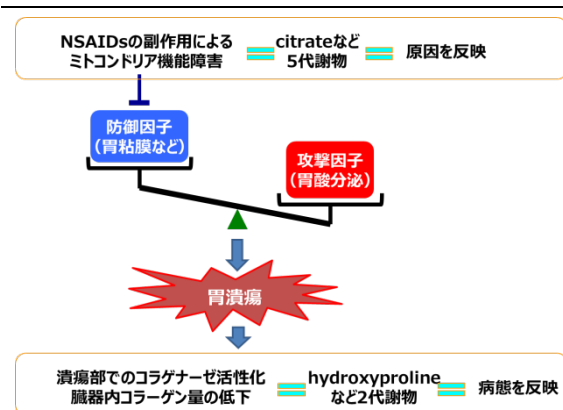 NSAIDsの副作用による
ミトコンドリア機能障害
citrateなど
5代謝物
原因を反映
防御因子
(胃粘膜など)
攻撃因子
(胃酸分泌)
胃潰瘍
潰瘍部でのコラゲナーゼ活性化
臓器内コラーゲン量の低下
hydroxyproline
など2代謝物
病態を反映